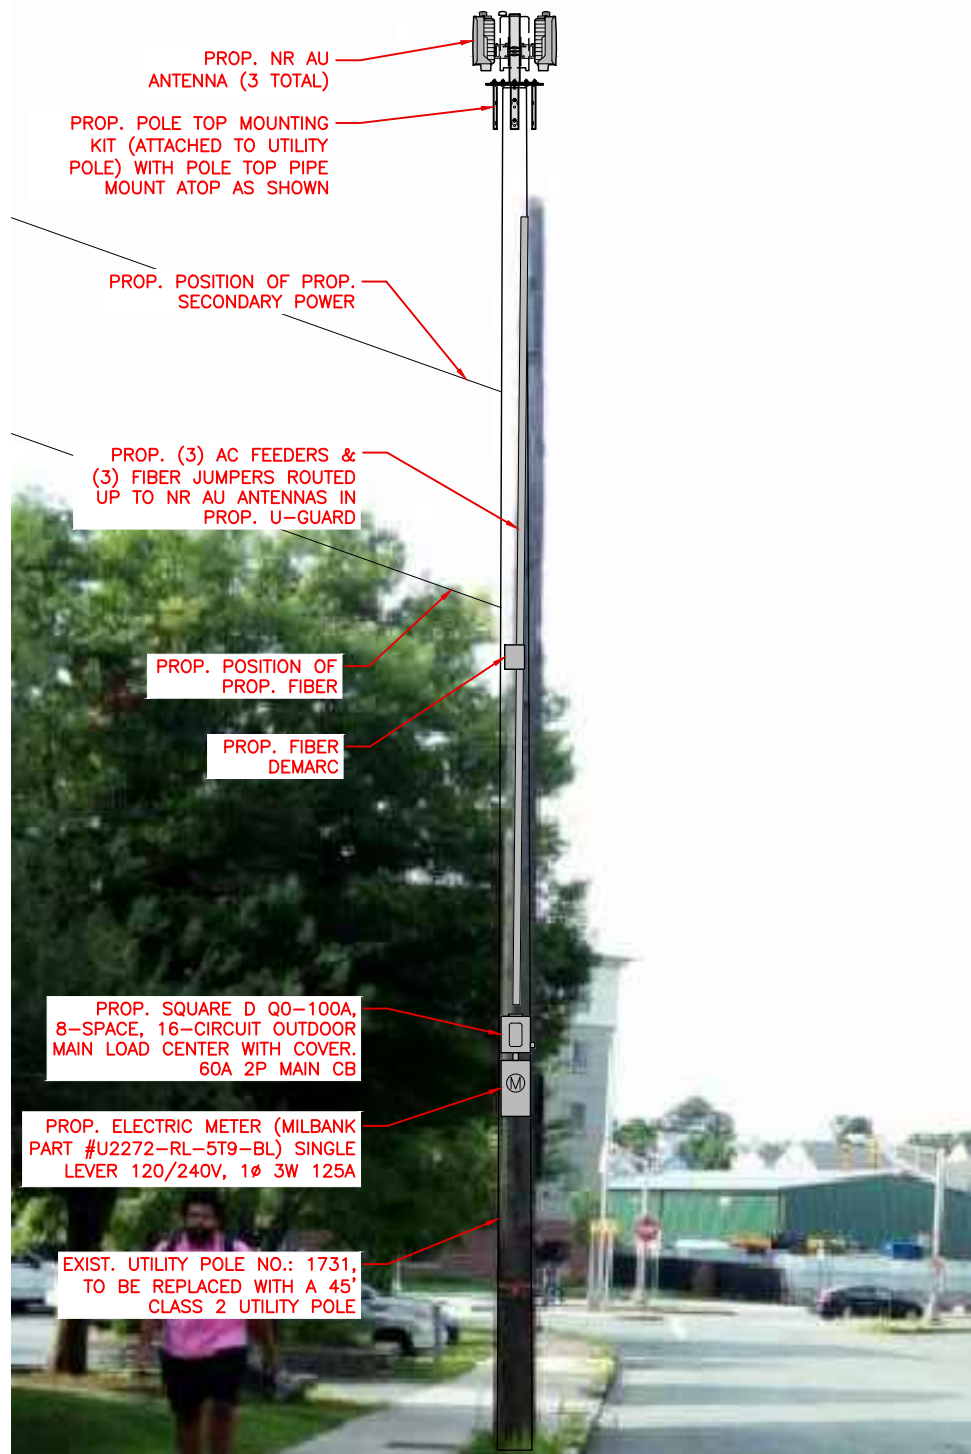 PROP. NR AU
ANTENNA (3 TOTAL)
PROP. POLE TOP MOUNTING
KIT (ATTACHED TO UTILITY
POLE) WITH POLE TOP PIPE
MOUNT ATOP AS SHOWN
PROP. POSITION OF PROP.
SECONDARY POWER
PROP. (3) AC FEEDERS &
(3) FIBER JUMPERS ROUTED
UP TO NR AU ANTENNAS IN
PROP. U-GUARD
PROP. POSITION OF
PROP. FIBER
PROP. FIBER
DEMARC
PROP. SQUARE D QO-100A,
8-SPACE, 16-CIRCUIT OUTDOOR
MAIN LOAD CENTER WITH COVER.
60A 2P MAIN CB
M
PROP. ELECTRIC METER (MILBANK
PART #U2272-RL-5T9-BL) SINGLE
LEVER 120/240V, 1ø 3W 125A
EXIST. UTILITY POLE NO.: 1731,
TO BE REPLACED WITH A 45'
CLASS 2 UTILITY POLE